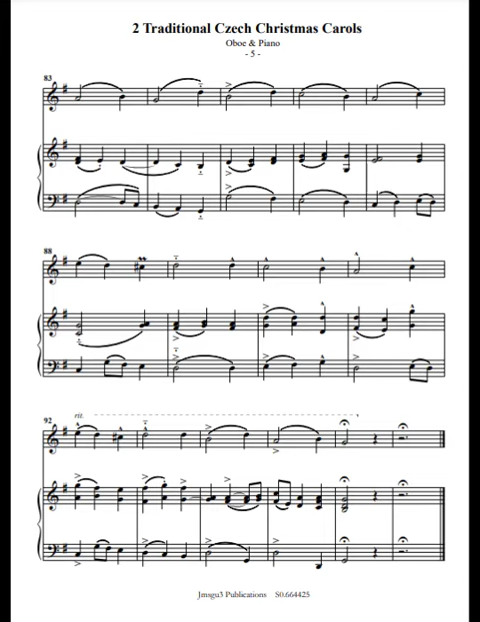 2 Traditional Czech Christmas Carols
Oboe & Piano
- 5 -
83
88
92
rit.
Jmsgu3 Publications S0.664425